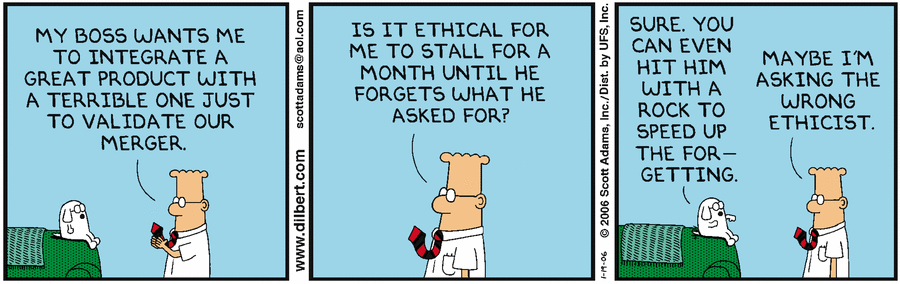 MY BOSS WANTS ME
TO INTEGRATE A
GREAT PRODUCT WITH
A TERRIBLE ONE JUST
TO VALIDATE OUR
MERGER.
www.dilbert.com scottadams@aol.com
IS IT ETHICAL FOR
ME TO STALL FOR A
MONTH UNTIL HE
FORGETS WHAT HE
ASKED FOR?
1-19-06 © 2006 Scott Adams, Inc./Dist. by UFS, Inc.
SURE. YOU
CAN EVEN
HIT HIM
WITH A
ROCK TO
SPEED UP
THE FOR-
GETTING.
MAYBE I'M
ASKING THE
WRONG
ETHICIST.